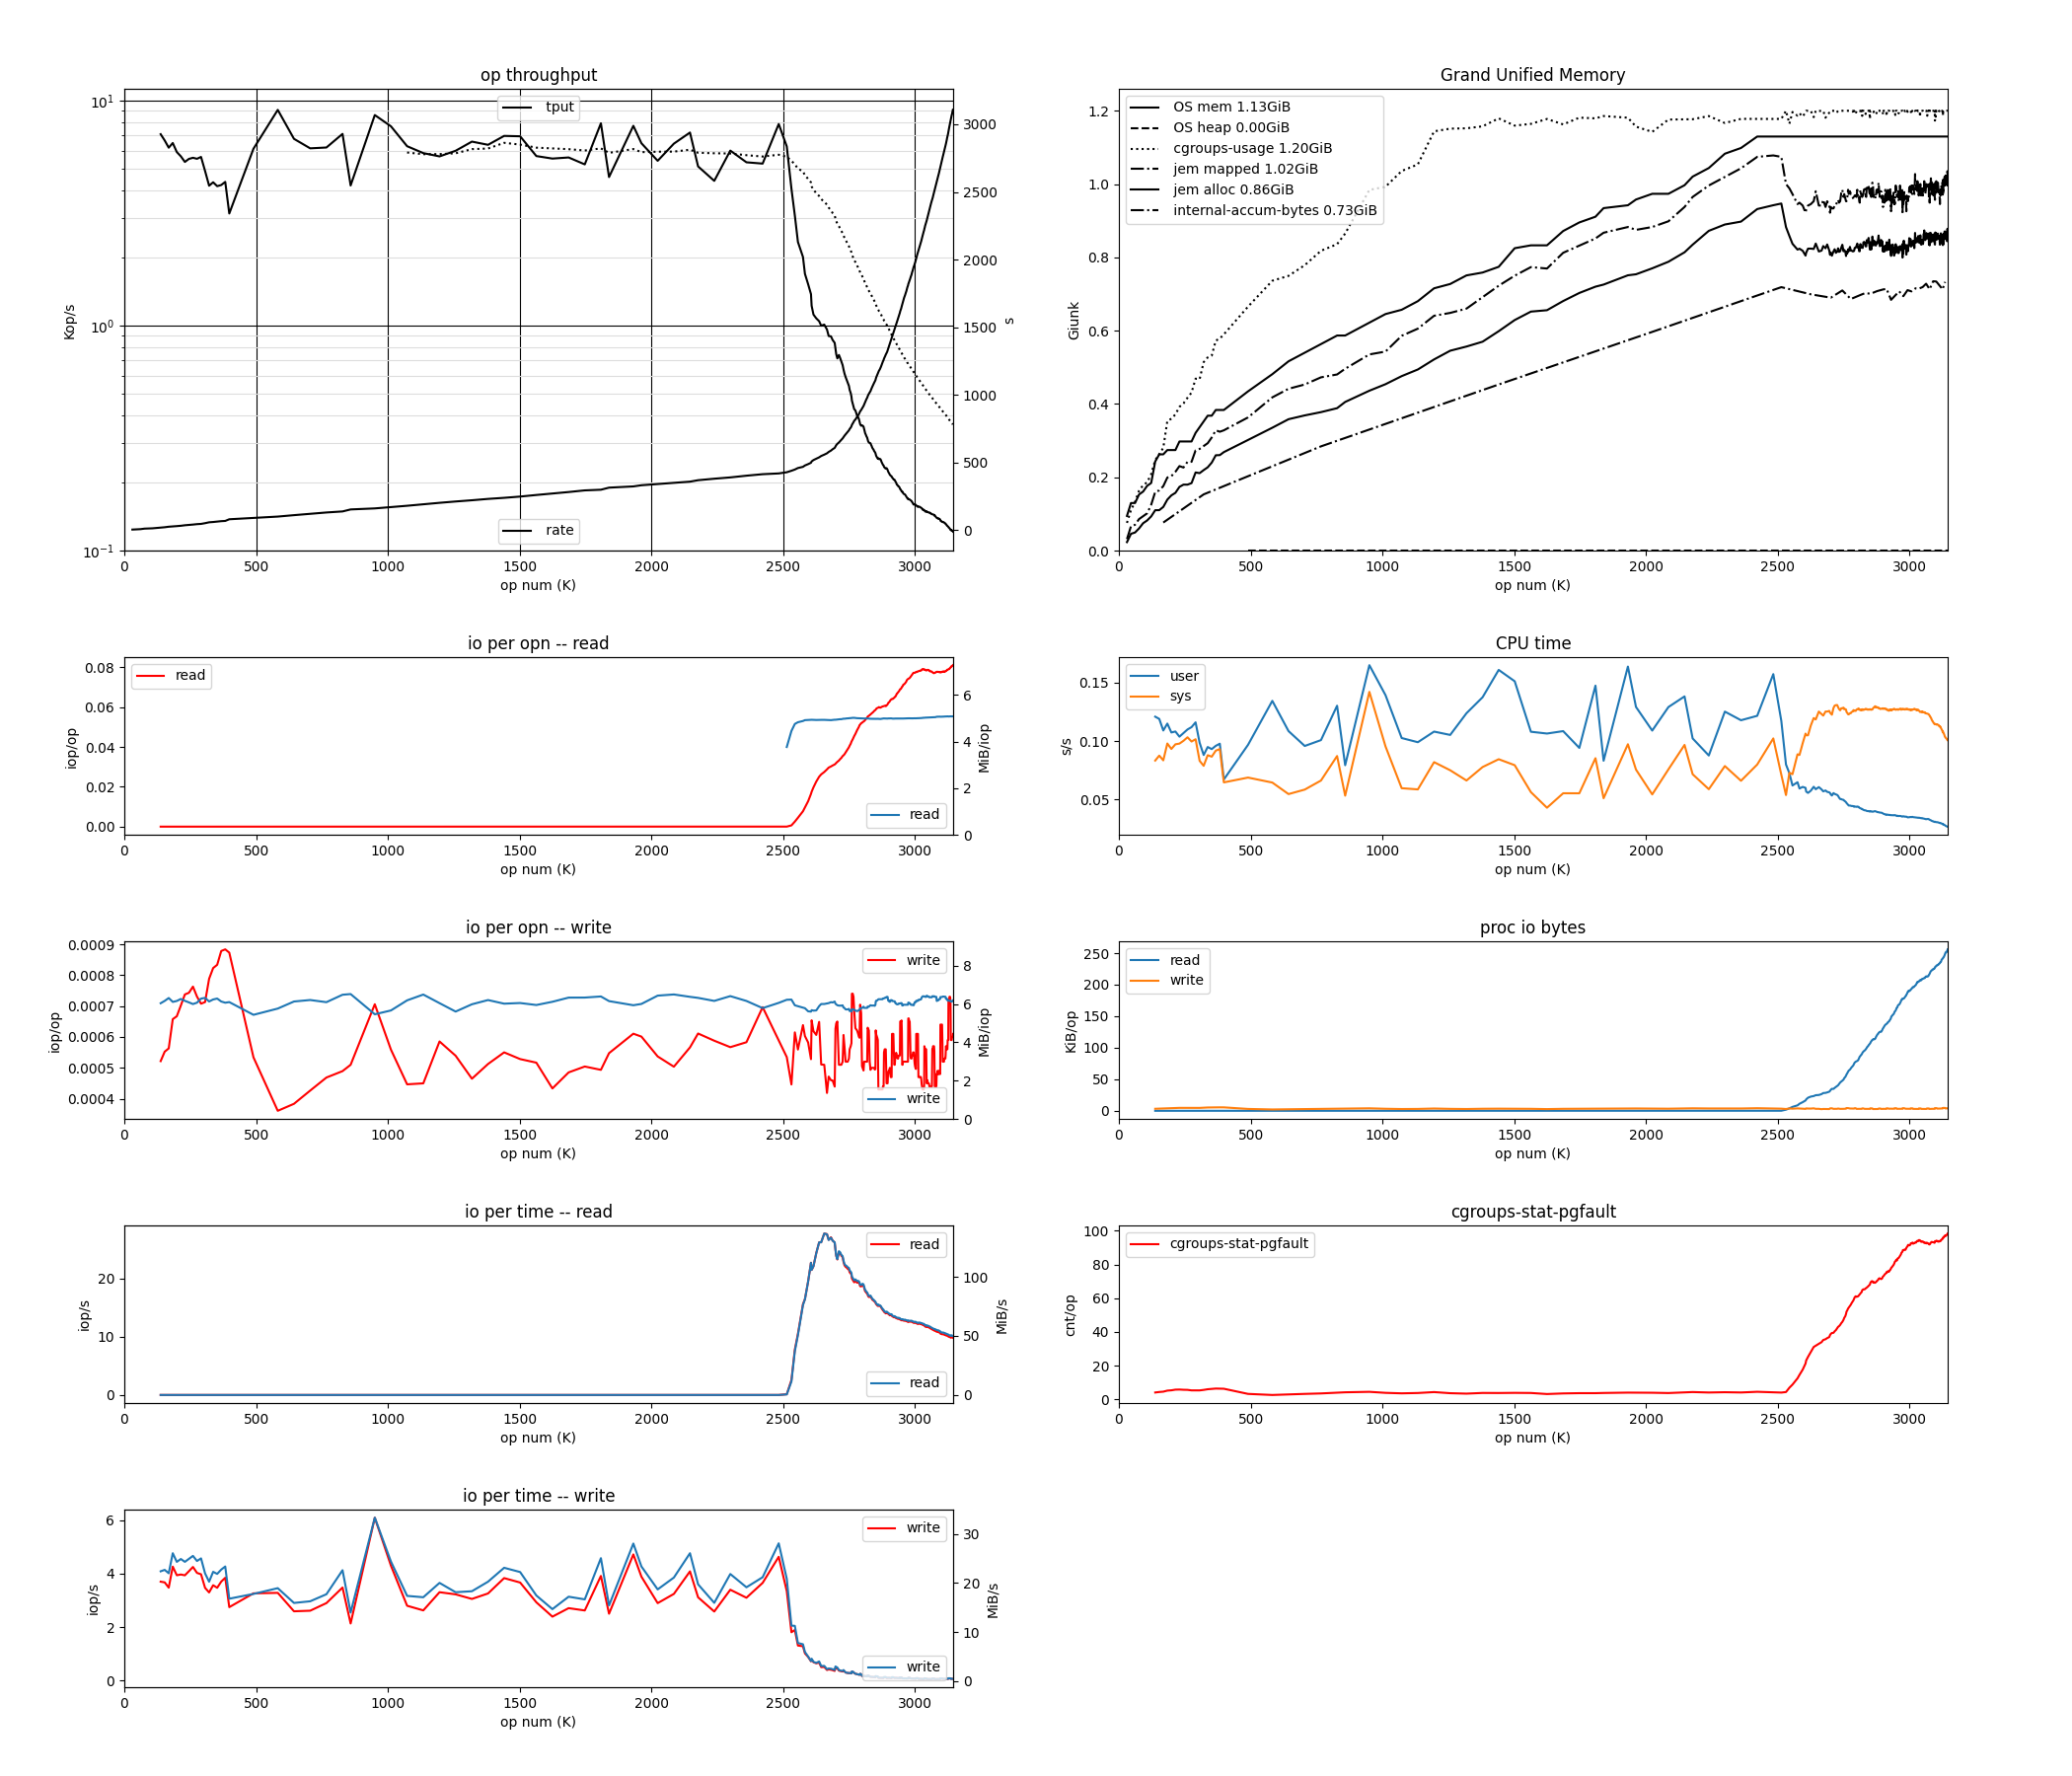 op throughput
tput
rate
10¹
10⁰
10⁻¹
Kop/s
3000
2500
2000
1500
1000
500
0
s
0 500 1000 1500 2000 2500 3000
op num (K)
Grand Unified Memory
OS mem 1.13GiB
OS heap 0.00GiB
cgroups-usage 1.20GiB
jem mapped 1.02GiB
jem alloc 0.86GiB
internal-accum-bytes 0.73GiB
1.2
1.0
0.8
0.6
0.4
0.2
0.0
Giunk
0 500 1000 1500 2000 2500 3000
op num (K)
io per opn -- read
read
read
0.08
0.06
0.04
0.02
0.00
iop/op
6
4
2
0
MiB/iop
0 500 1000 1500 2000 2500 3000
op num (K)
CPU time
user
sys
0.15
0.10
0.05
s/s
0 500 1000 1500 2000 2500 3000
op num (K)
io per opn -- write
write
write
0.0009
0.0008
0.0007
0.0006
0.0005
0.0004
iop/op
8
6
4
2
0
MiB/iop
0 500 1000 1500 2000 2500 3000
op num (K)
proc io bytes
read
write
250
200
150
100
50
0
KiB/op
0 500 1000 1500 2000 2500 3000
op num (K)
io per time -- read
read
read
20
10
0
iop/s
100
50
0
MiB/s
0 500 1000 1500 2000 2500 3000
op num (K)
cgroups-stat-pgfault
cgroups-stat-pgfault
100
80
60
40
20
0
cnt/op
0 500 1000 1500 2000 2500 3000
op num (K)
io per time -- write
write
write
6
4
2
0
iop/s
30
20
10
0
MiB/s
0 500 1000 1500 2000 2500 3000
op num (K)